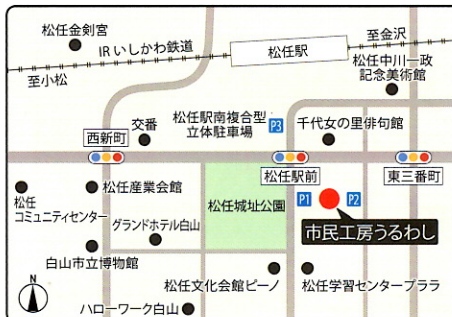 至金沢
松任金剣宮
IRいしかわ鉄道
松任駅
至小松
松任中川一政
記念美術館
松任駅南複合型
立体駐車場
P3
交番
千代女の里俳句館
西新町
松任駅前
東三番町
松任産業会館
松任
コミュニティセンター
松任城址公園
P1
P2
グランドホテル白山
市民工房うるわし
白山市立博物館
松任文化会館ピーノ
松任学習センタープララ
N
ハローワーク白山